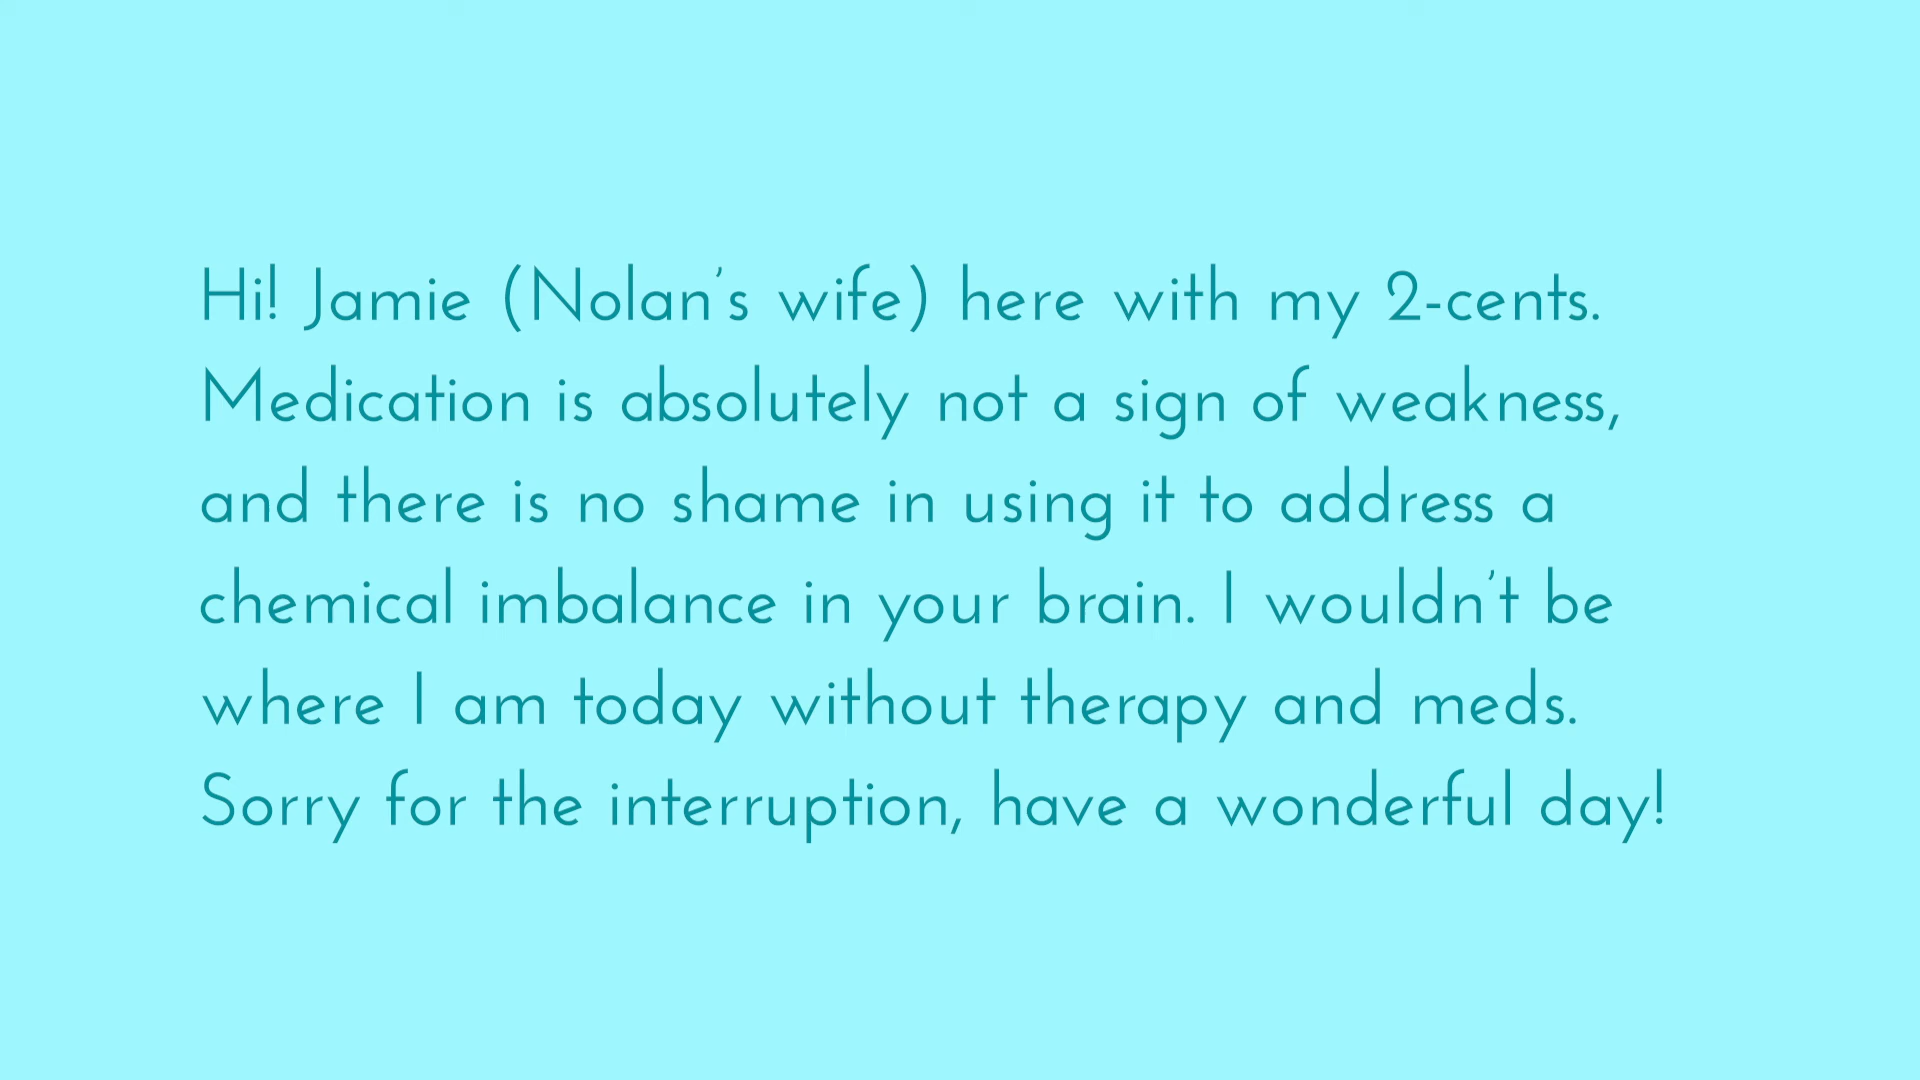 Hi! Jamie (Nolan's wife) here with my 2-cents.
Medication is absolutely not a sign of weakness,
and there is no shame in using it to address a
chemical imbalance in your brain. I wouldn't be
where I am today without therapy and meds.
Sorry for the interruption, have a wonderful day!